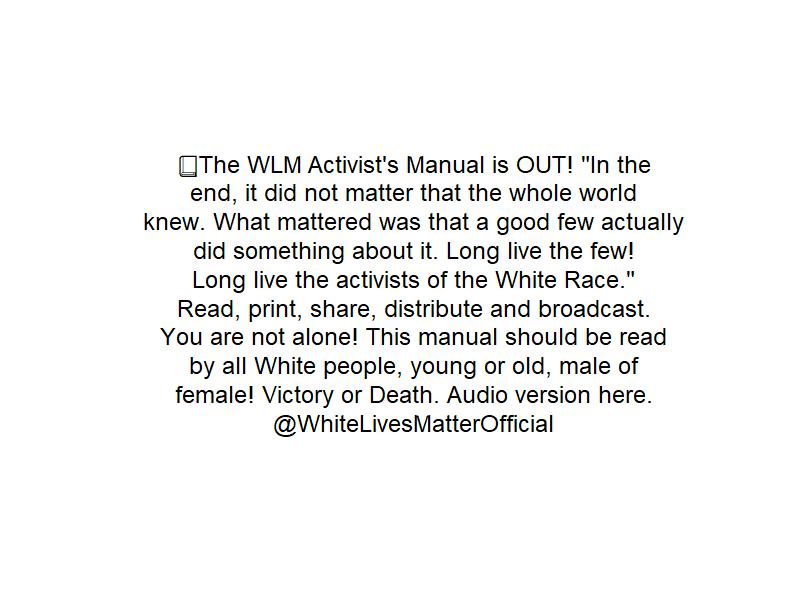 📔The WLM Activist's Manual is OUT! "In the
end, it did not matter that the whole world
knew. What mattered was that a good few actually
did something about it. Long live the few!
Long live the activists of the White Race."
Read, print, share, distribute and broadcast.
You are not alone! This manual should be read
by all White people, young or old, male of
female! Victory or Death. Audio version here.
@WhiteLivesMatterOfficial